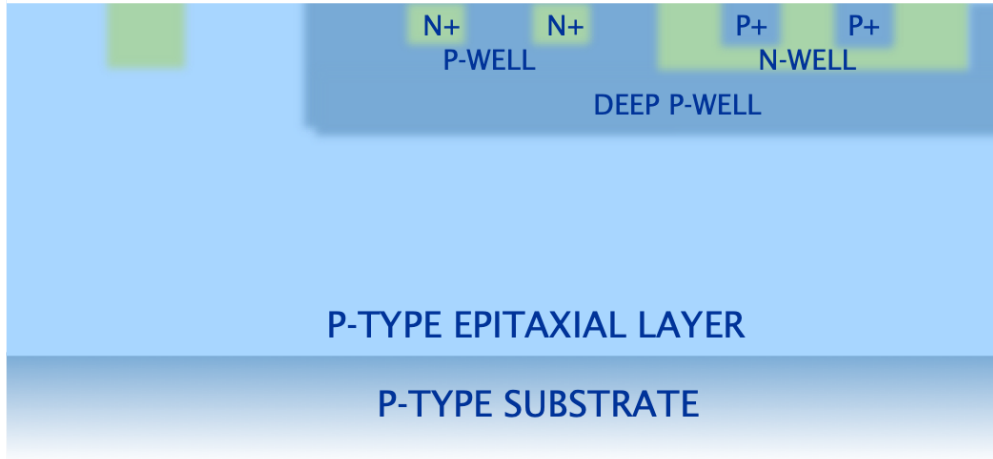 N+ N+ P+ P+
P-WELL N-WELL
DEEP P-WELL
P-TYPE EPITAXIAL LAYER
P-TYPE SUBSTRATE